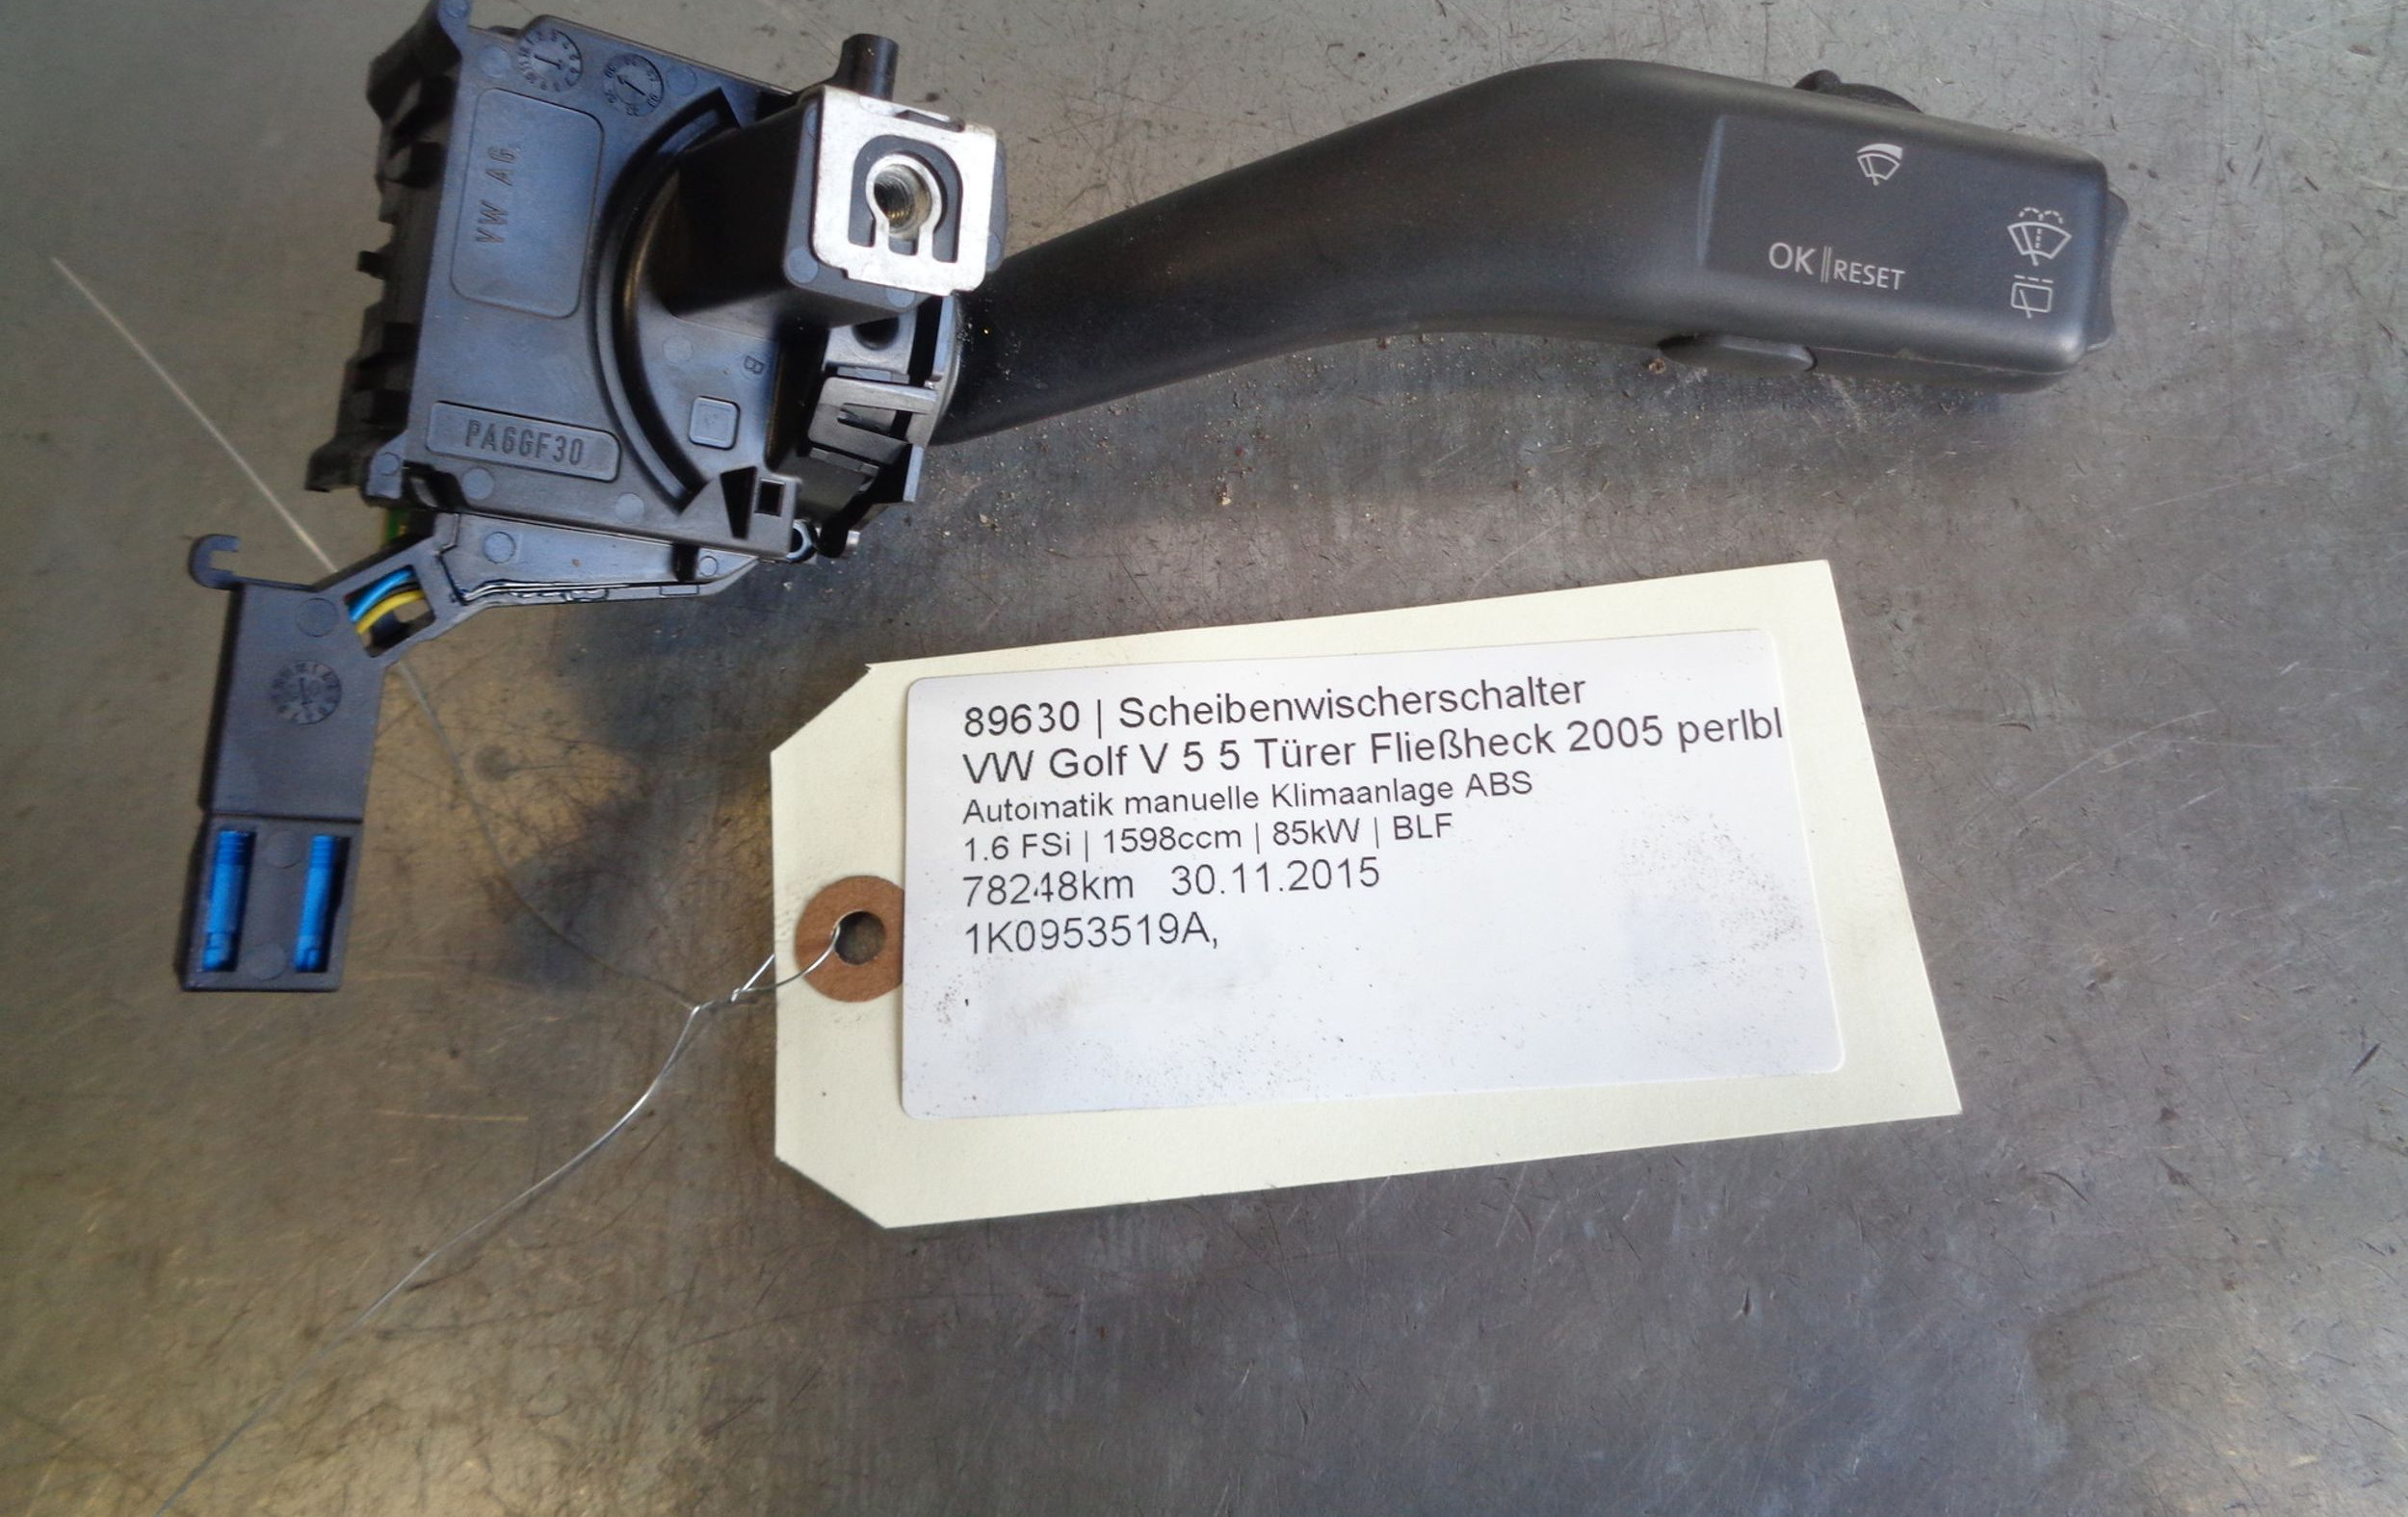 VW AG
PA6GF30
B
OK || RESET
89630 | Scheibenwischerschalter
VW Golf V 5 5 Türer Fließheck 2005 perlbl
Automatik manuelle Klimaanlage ABS
1.6 FSi | 1598ccm | 85kW | BLF
78248km 30.11.2015
1K0953519A,